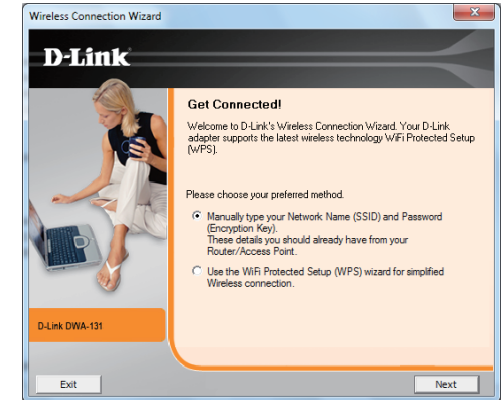 Wireless Connection Wizard
D-Link
Get Connected!
Welcome to D-Link's Wireless Connection Wizard. Your D-Link
adapter supports the latest wireless technology WiFi Protected Setup
(WPS).
Please choose your preferred method.
Manually type your Network Name (SSID) and Password
(Encryption Key).
These details you should already have from your
Router/Access Point.
Use the WiFi Protected Setup (WPS) wizard for simplified
Wireless connection.
D-Link DWA-131
Exit
Next